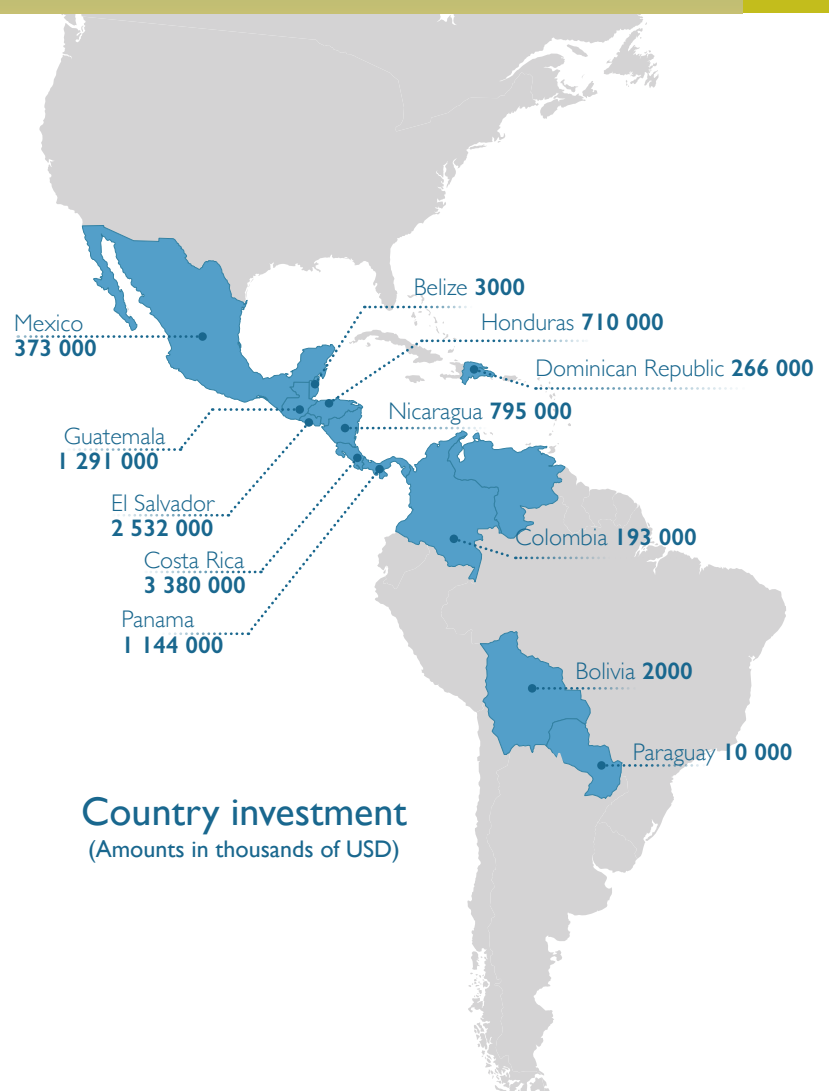 Belize 3000
Honduras 710 000
Mexico
373 000
Dominican Republic 266 000
Nicaragua 795 000
Guatemala
1 291 000
El Salvador
2 532 000
Colombia 193 000
Costa Rica
3 380 000
Panama
1 144 000
Bolivia 2000
Paraguay 10 000
Country investment
(Amounts in thousands of USD)